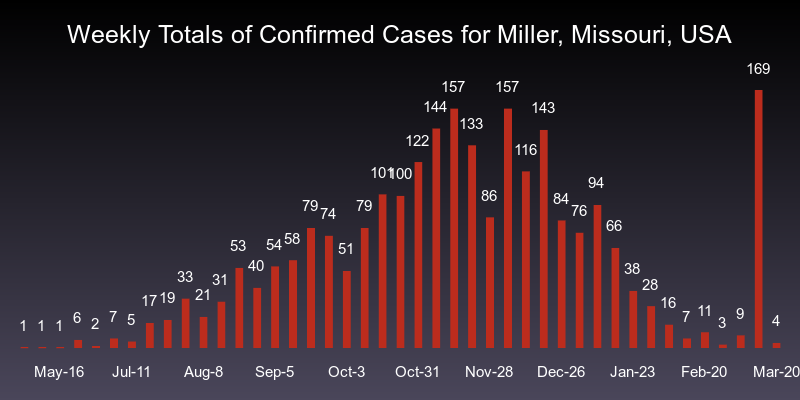 Weekly Totals of Confirmed Cases for Miller, Missouri, USA
1 1 1 6 2 7 5 17 19 33 21 31 53 40 54 58 79 74 51 79 101 100 122 144 157 133 86 157 116 143 84 76 94 66 38 28 16 7 11 3 9 169 4
May-16 Jul-11 Aug-8 Sep-5 Oct-3 Oct-31 Nov-28 Dec-26 Jan-23 Feb-20 Mar-20